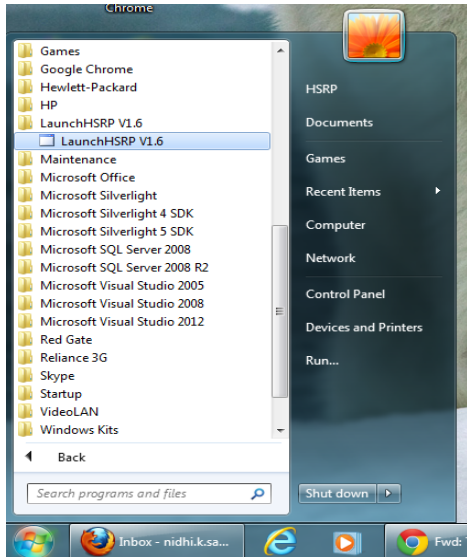 Chrome
Games
Google Chrome
Hewlett-Packard
HP
LaunchHSRP V1.6
LaunchHSRP V1.6
Maintenance
Microsoft Office
Microsoft Silverlight
Microsoft Silverlight 4 SDK
Microsoft Silverlight 5 SDK
Microsoft SQL Server 2008
Microsoft SQL Server 2008 R2
Microsoft Visual Studio 2005
Microsoft Visual Studio 2008
Microsoft Visual Studio 2012
Red Gate
Reliance 3G
Skype
Startup
VideoLAN
Windows Kits
Back
Search programs and files
HSRP
Documents
Games
Recent Items
Computer
Network
Control Panel
Devices and Printers
Run...
Shut down
Inbox - nidhi.k.sa...
Fwd: